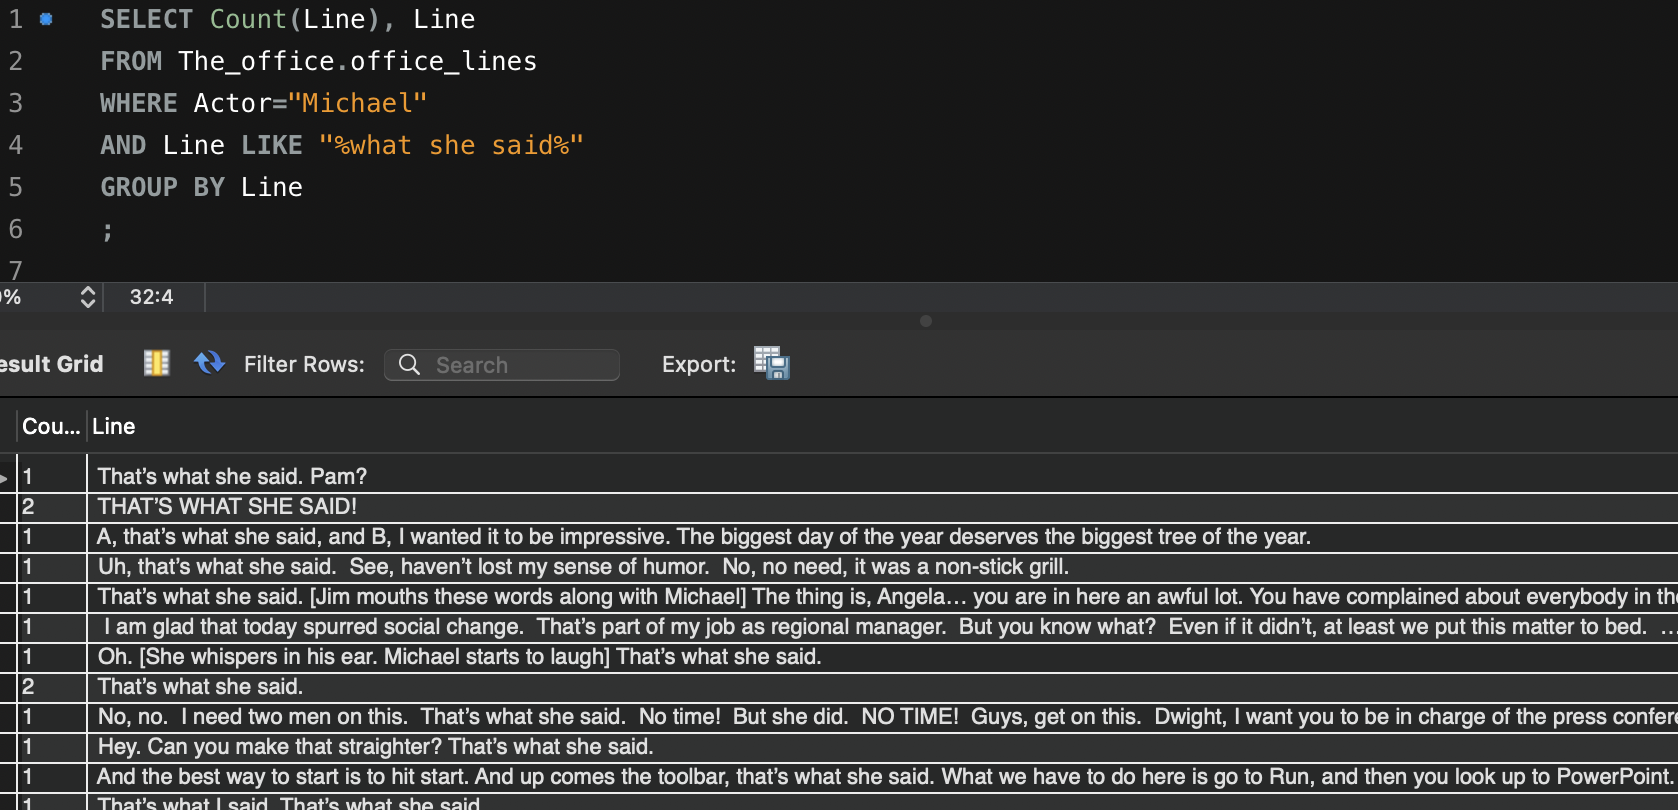 1 SELECT Count(Line), Line
2 FROM The_office.office_lines
3 WHERE Actor="Michael"
4 AND Line LIKE "%what she said%"
5 GROUP BY Line
6 ;
7
% 32:4
esult Grid Filter Rows: Search Export:
Cou... Line
1 That’s what she said. Pam?
2 THAT’S WHAT SHE SAID!
1 A, that’s what she said, and B, I wanted it to be impressive. The biggest day of the year deserves the biggest tree of the year.
1 Uh, that’s what she said.  See, haven’t lost my sense of humor.  No, no need, it was a non-stick grill.
1 That’s what she said. [Jim mouths these words along with Michael] The thing is, Angela… you are in here an awful lot. You have complained about everybody in the
1 I am glad that today spurred social change.  That’s part of my job as regional manager.  But you know what?  Even if it didn’t, at least we put this matter to bed.  ...
1 Oh. [She whispers in his ear. Michael starts to laugh] That’s what she said.
2 That’s what she said.
1 No, no.  I need two men on this.  That’s what she said.  No time!  But she did.  NO TIME!  Guys, get on this.  Dwight, I want you to be in charge of the press confere
1 Hey. Can you make that straighter? That’s what she said.
1 And the best way to start is to hit start. And up comes the toolbar, that’s what she said. What we have to do here is go to Run, and then you look up to PowerPoint.
1 That’s what I said. That’s what she said.